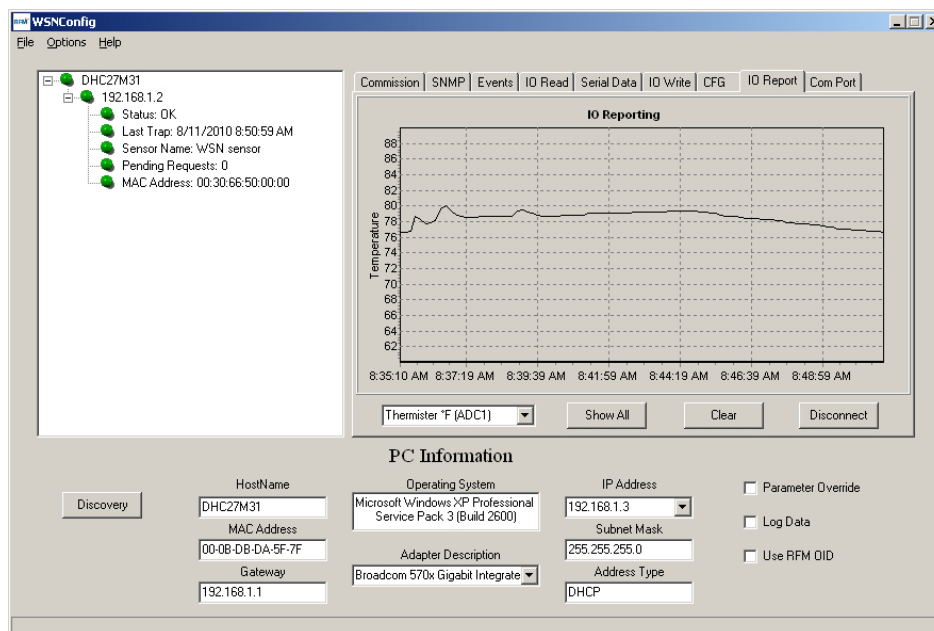 RFM WSNConfig
File Options Help
DHC27M31
192.168.1.2
Status: OK
Last Trap: 8/11/2010 8:50:59 AM
Sensor Name: WSN sensor
Pending Requests: 0
MAC Address: 00:30:66:50:00:00
Commission SNMP Events IO Read Serial Data IO Write CFG IO Report Com Port
IO Reporting
Temperature
88
86
84
82
80
78
76
74
72
70
68
66
64
62
8:35:10 AM 8:37:19 AM 8:39:39 AM 8:41:59 AM 8:44:19 AM 8:46:39 AM 8:48:59 AM
Thermister °F (ADC1) Show All Clear Disconnect
PC Information
Discovery
HostName
DHC27M31
MAC Address
00-0B-DB-DA-5F-7F
Gateway
192.168.1.1
Operating System
Microsoft Windows XP Professional
Service Pack 3 (Build 2600)
Adapter Description
Broadcom 570x Gigabit Integrate
IP Address
192.168.1.3
Subnet Mask
255.255.255.0
Address Type
DHCP
Parameter Override
Log Data
Use RFM OID